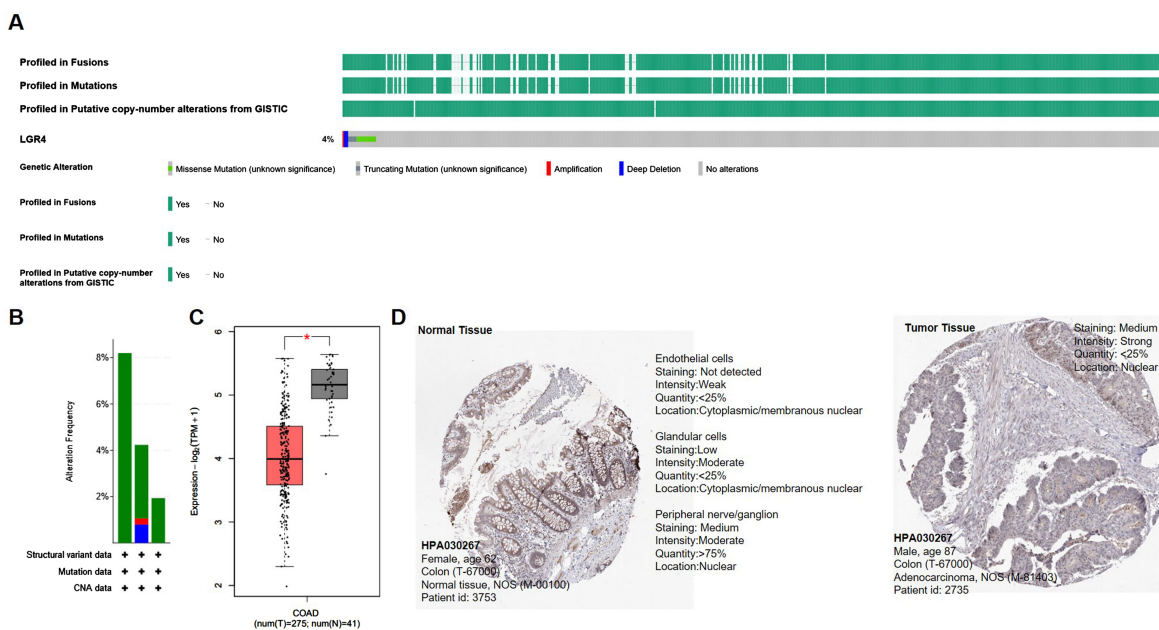 A
Profiled in Fusions
Profiled in Mutations
Profiled in Putative copy-number alterations from GISTIC
LGR4 4%
Genetic Alteration Missense Mutation (unknown significance) Truncating Mutation (unknown significance) Amplification Deep Deletion No alterations
Profiled in Fusions Yes – No
Profiled in Mutations Yes – No
Profiled in Putative copy-number
alterations from GISTIC Yes – No
B
8%
6%
4%
2%
Alteration Frequency
Structural variant data + + +
Mutation data + + +
CNA data + + +
C
6
5
4
3
2
Expression – log₂(TPM + 1)
*
COAD
(num(T)=275; num(N)=41)
D
Normal Tissue
Endothelial cells
Staining: Not detected
Intensity:Weak
Quantity:<25%
Location:Cytoplasmic/membranous nuclear
Glandular cells
Staining:Low
Intensity:Moderate
Quantity:<25%
Location:Cytoplasmic/membranous nuclear
Peripheral nerve/ganglion
Staining: Medium
Intensity:Moderate
Quantity:>75%
Location:Nuclear
HPA030267
Female, age 62
Colon (T-67000)
Normal tissue, NOS (M-00100)
Patient id: 3753
Tumor Tissue
Staining: Medium
Intensity: Strong
Quantity: <25%
Location: Nuclear
HPA030267
Male, age 87
Colon (T-67000)
Adenocarcinoma, NOS (M-81403)
Patient id: 2735